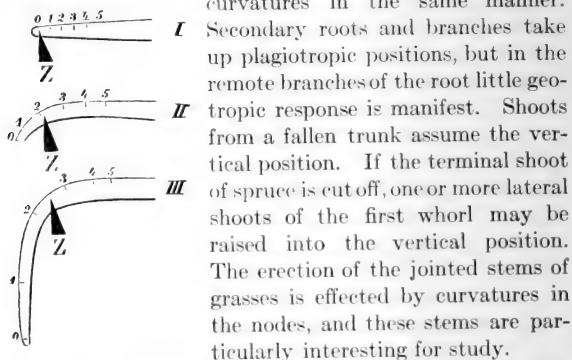 curvatures in the same manner.
Secondary roots and branches take
up plagiotropic positions, but in the
remote branches of the root little geo-
tropic response is manifest. Shoots
from a fallen trunk assume the ver-
tical position. If the terminal shoot
of spruce is cut off, one or more lateral
shoots of the first whorl may be
raised into the vertical position.
The erection of the jointed stems of
grasses is effected by curvatures in
the nodes, and these stems are par-
ticularly interesting for study.
0 1 2 3 4 5
I
Z
0 1 2 3 4 5
II
Z
0 1 2 3 4 5
III
Z